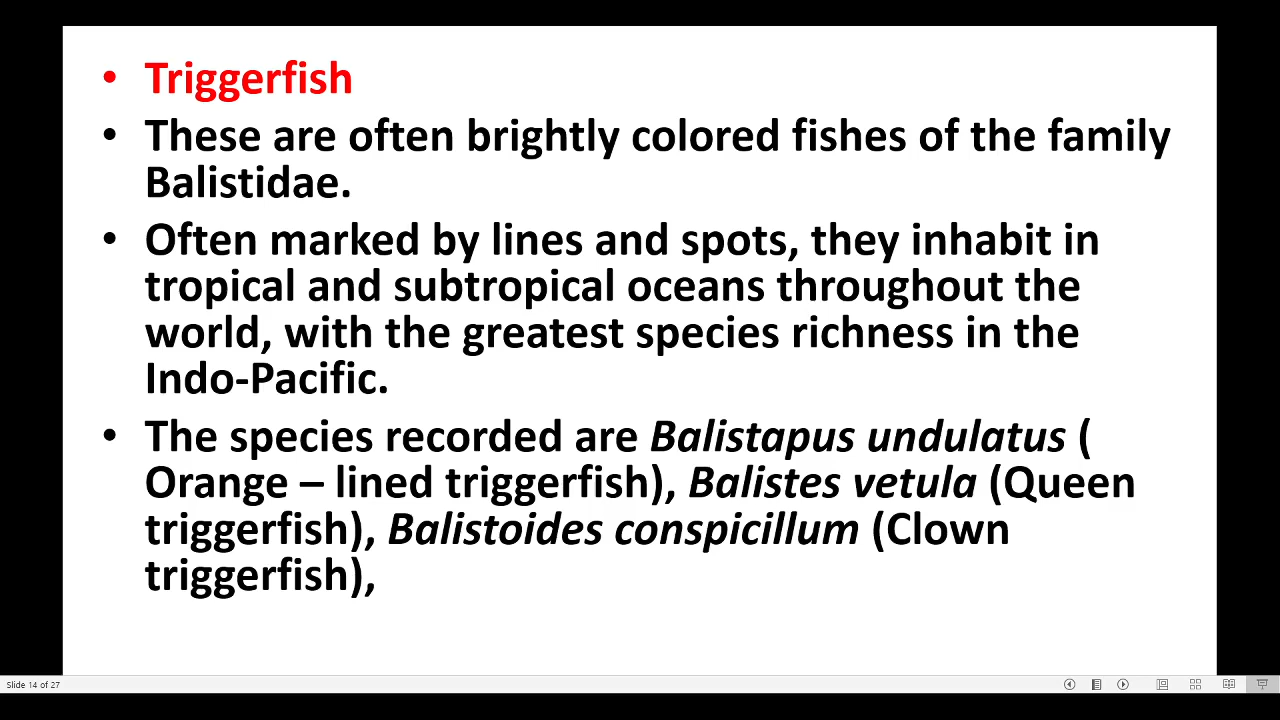 • Triggerfish
• These are often brightly colored fishes of the family
Balistidae.
• Often marked by lines and spots, they inhabit in
tropical and subtropical oceans throughout the
world, with the greatest species richness in the
Indo-Pacific.
• The species recorded are Balistapus undulatus (
Orange – lined triggerfish), Balistes vetula (Queen
triggerfish), Balistoides conspicillum (Clown
triggerfish),
Slide 14 of 27